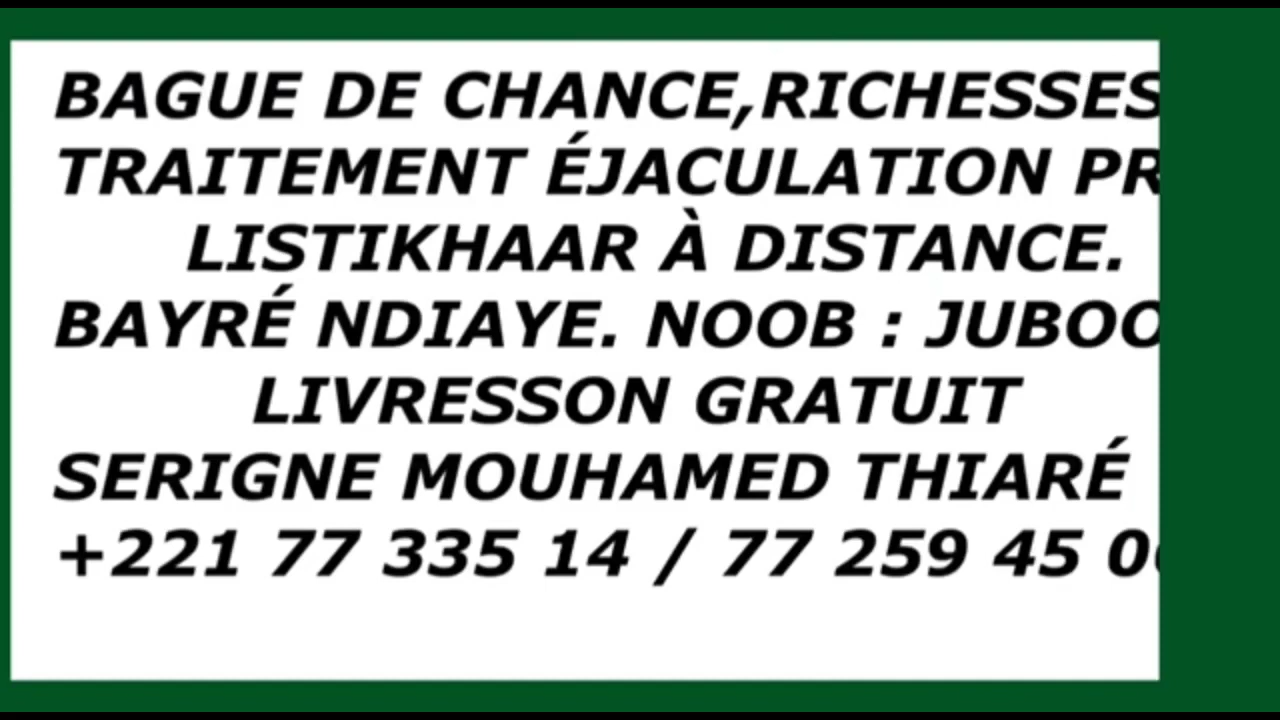 BAGUE DE CHANCE,RICHESSES
TRAITEMENT ÉJACULATION PR
LISTIKHAAR À DISTANCE.
BAYRÉ NDIAYE. NOOB : JUBOO
LIVRESSON GRATUIT
SERIGNE MOUHAMED THIARÉ
+221 77 335 14 / 77 259 45 0